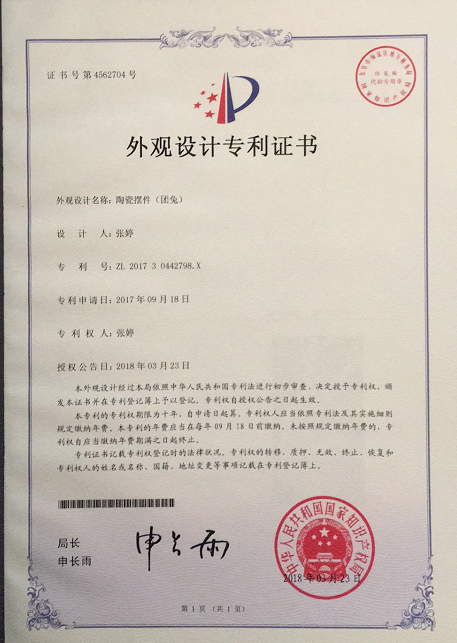 证书号第4562704号
外观设计专利证书
外观设计名称：陶瓷摆件（团兔）
设计人：张婷
专利号：ZL 2017 3 0442798.X
专利申请日：2017年09月18日
专利权人：张婷
授权公告日：2018年03月23日
本外观设计经过本局依照中华人民共和国专利法进行初步审查，决定授予专利权，颁
发本证书并在专利登记簿上予以登记。专利权自授权公告之日起生效。
本专利的专利权期限为十年，自申请日起算。专利权人应当依照专利法及其实施细则
规定缴纳年费。本专利的年费应当在每年09月18日前缴纳。未按照规定缴纳年费的，专利
权自应当缴纳年费期满之日起终止。
专利证书记载专利权登记时的法律状况。专利权的转移、质押、无效、终止、恢复和
专利权人的姓名或名称、国籍、地址变更等事项记载在专利登记簿上。
局长
申长雨
申长雨
中华人民共和国国家知识产权局
2018年03月23日
第1页（共1页）